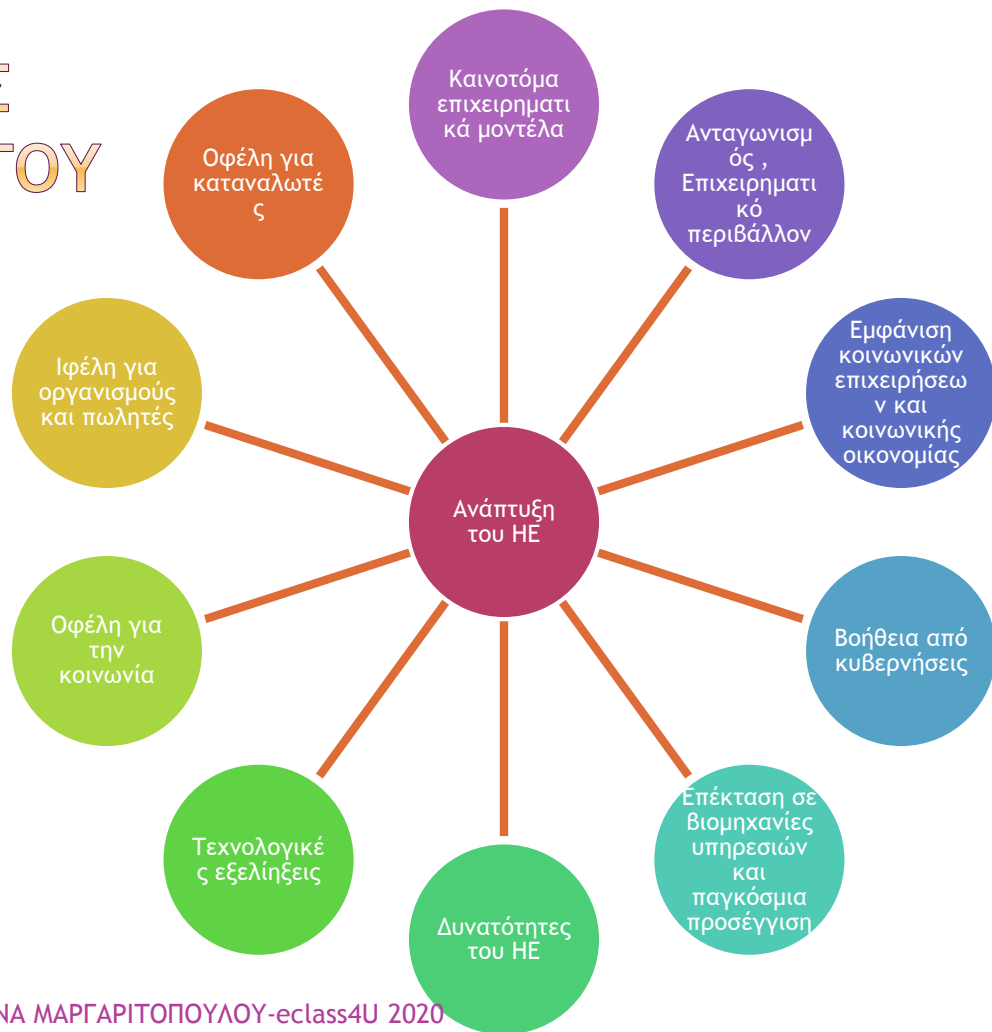 ΤΟΥ
Καινοτόμα
επιχειρηματι
κά μοντέλα
Ανταγωνισμ
ός ,
Επιχειρηματι
κό
περιβάλλον
Εμφάνιση
κοινωνικών
επιχειρήσεω
ν και
κοινωνικής
οικονομίας
Βοήθεια από
κυβερνήσεις
Επέκταση σε
βιομηχανίες
υπηρεσιών
και
παγκόσμια
προσέγγιση
Δυνατότητες
του ΗΕ
Τεχνολογικέ
ς εξελίηξεις
Οφέλη για
την
κοινωνία
Ιφέλη για
οργανισμούς
και πωλητές
Οφέλη για
καταναλωτέ
ς
Ανάπτυξη
του ΗΕ
ΝΑ ΜΑΡΓΑΡΙΤΟΠΟΥΛΟΥ-eclass4U 2020